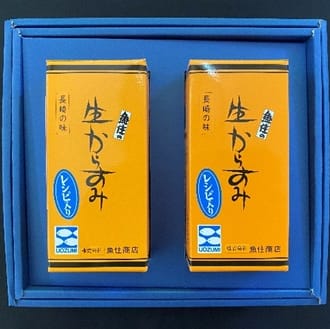 「長崎の味」
魚住の
生からすみ
レシピ入り
UOZUMI
株式会社 魚住商店
「長崎の味」
魚住の
生からすみ
レシピ入り
UOZUMI
株式会社 魚住商店